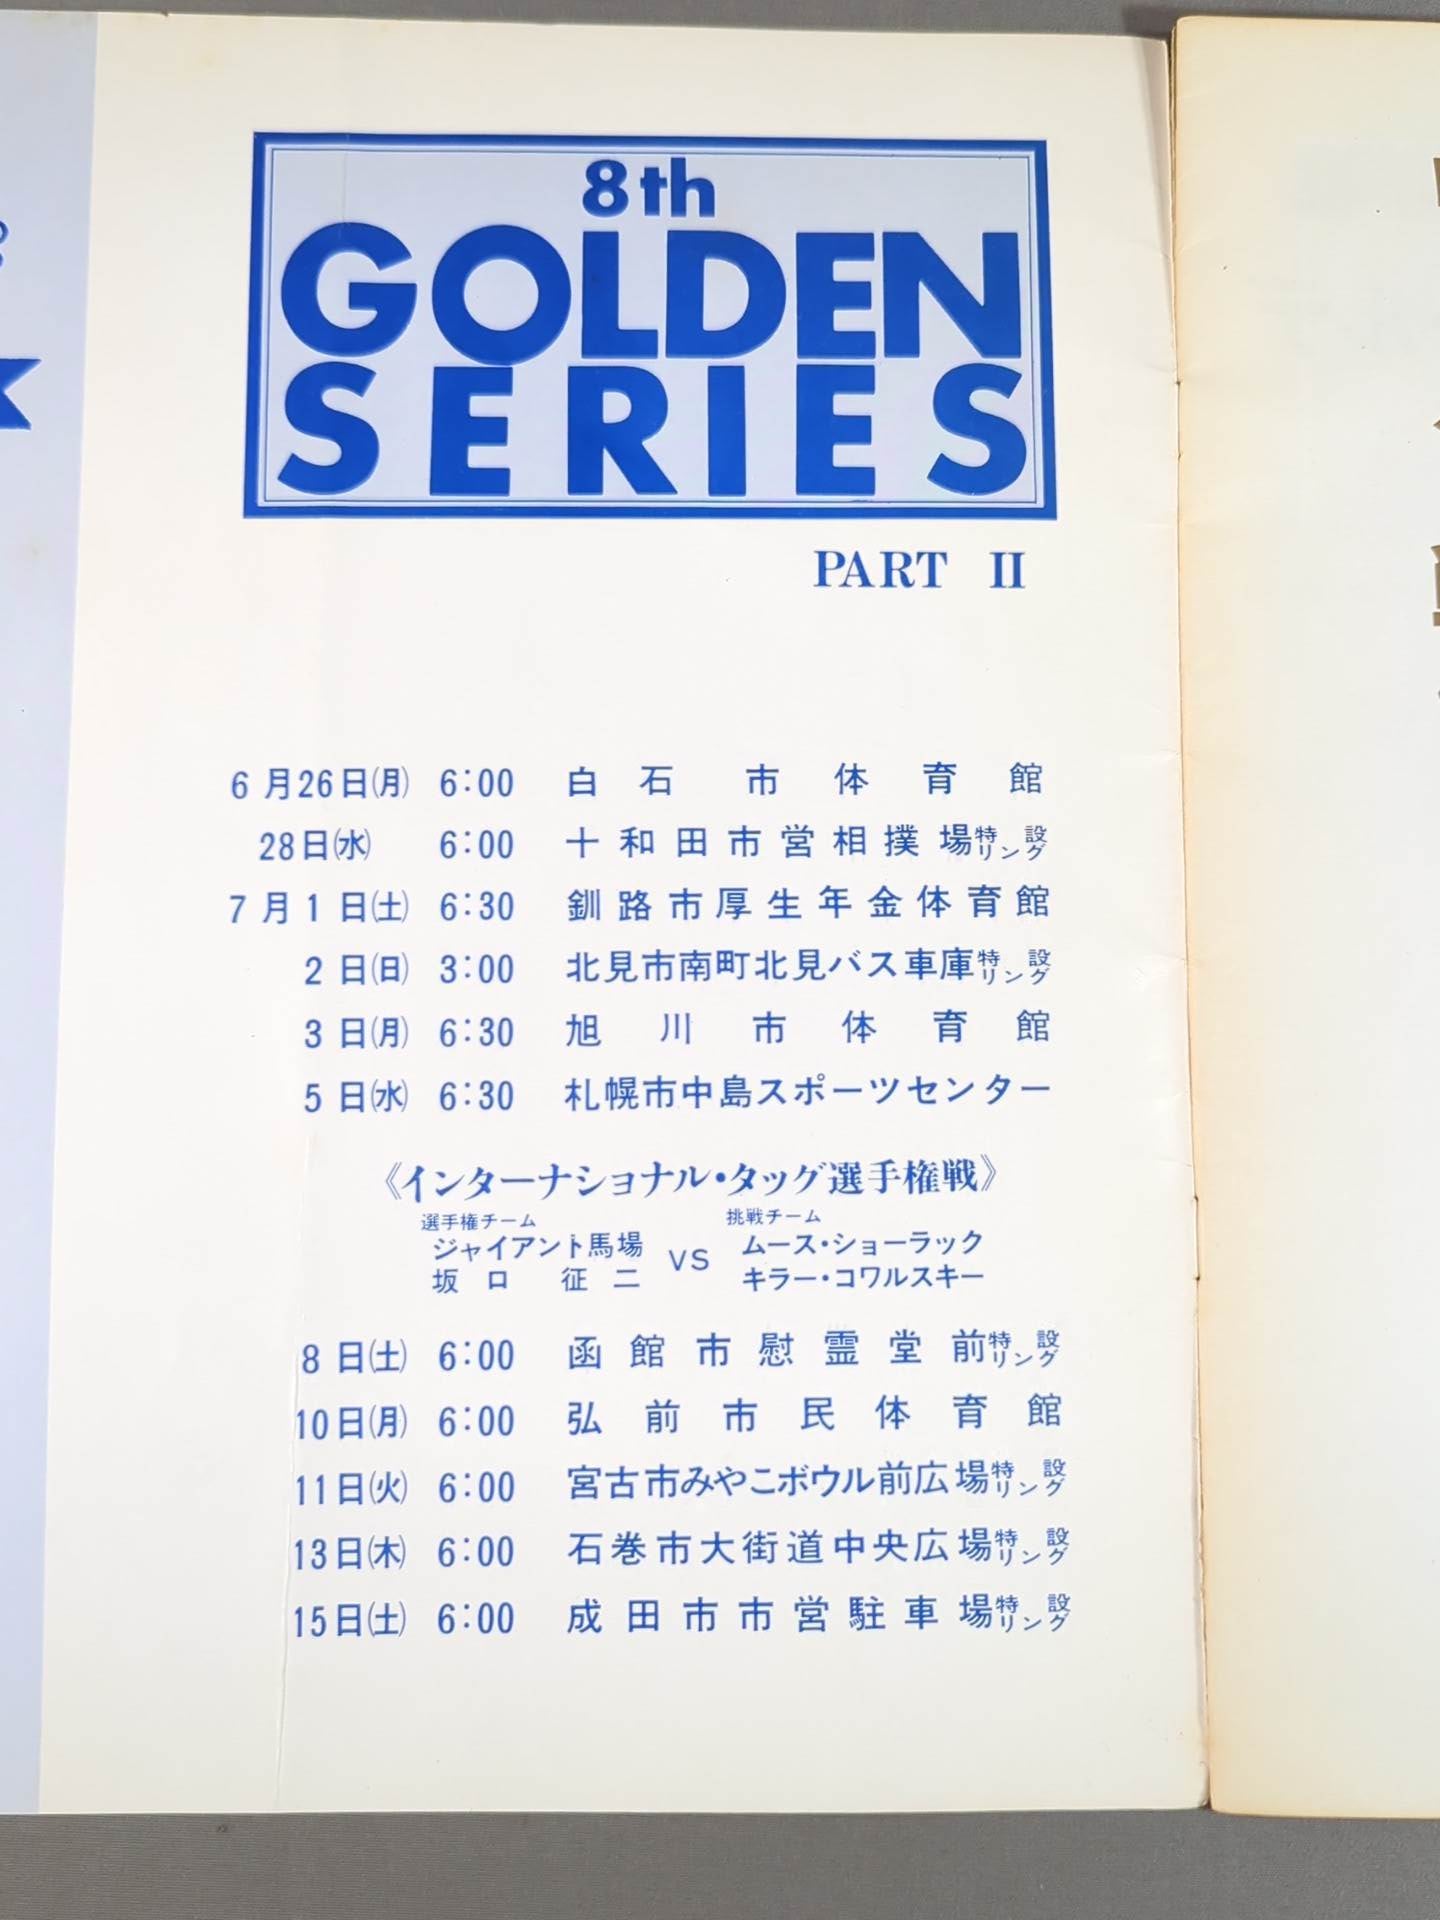 8th
GOLDEN
SERIES
PART II
6月26日(月) 6:00 白石市体育館
28日(水) 6:00 十和田市営相撲場特設リング
7月1日(土) 6:30 釧路市厚生年金体育館
2日(日) 3:00 北見市南町北見バス車庫特設リング
3日(月) 6:30 旭川市体育館
5日(水) 6:30 札幌市中島スポーツセンター
《インターナショナル・タッグ選手権戦》
選手権チーム 挑戦チーム
ジャイアント馬場 VS ムース・ショーラック
坂口征二 キラー・コワルスキー
8日(土) 6:00 函館市慰霊堂前特設リング
10日(月) 6:00 弘前市民体育館
11日(火) 6:00 宮古市みやこボウル前広場特設リング
13日(木) 6:00 石巻市大街道中央広場特設リング
15日(土) 6:00 成田市市営駐車場特設リング